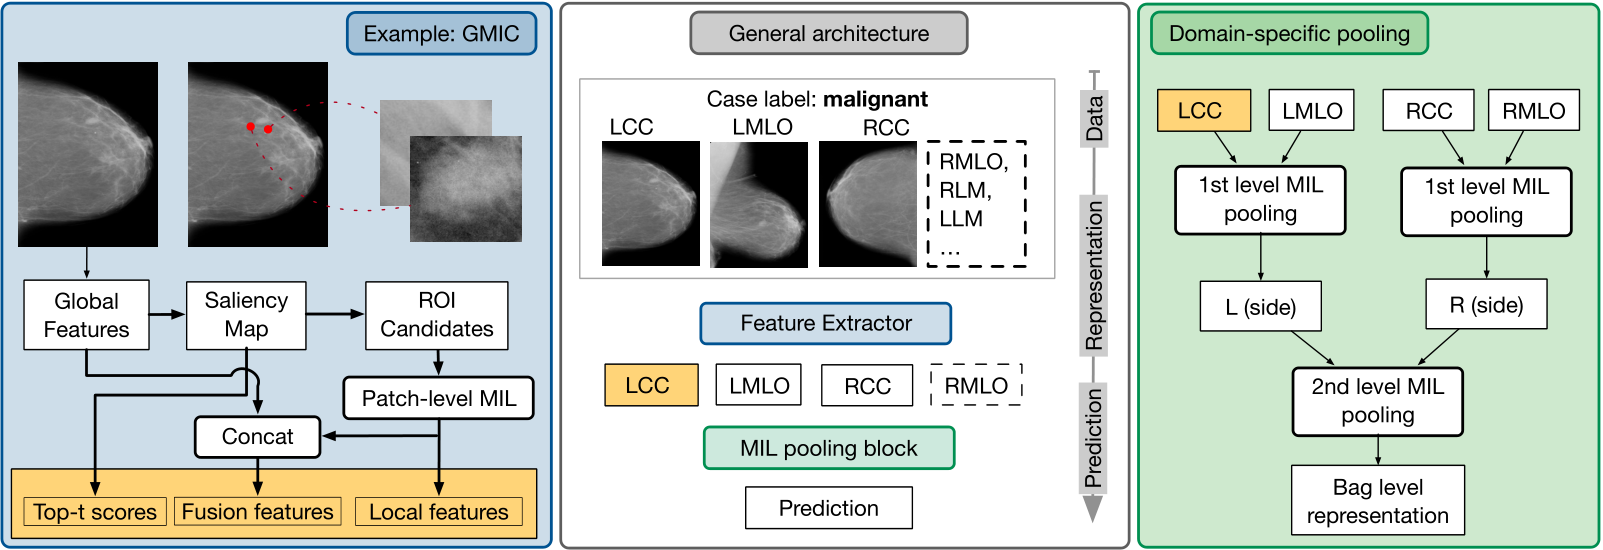 Example: GMIC
Global
Features
Saliency
Map
ROI
Candidates
Patch-level MIL
Concat
Top-t scores
Fusion features
Local features
General architecture
Case label: malignant
LCC
LMLO
RCC
RMLO,
RLM,
LLM
...
Feature Extractor
LCC
LMLO
RCC
RMLO
MIL pooling block
Prediction
Data
Representation
Prediction
Domain-specific pooling
LCC
LMLO
RCC
RMLO
1st level MIL
pooling
1st level MIL
pooling
L (side)
R (side)
2nd level MIL
pooling
Bag level
representation